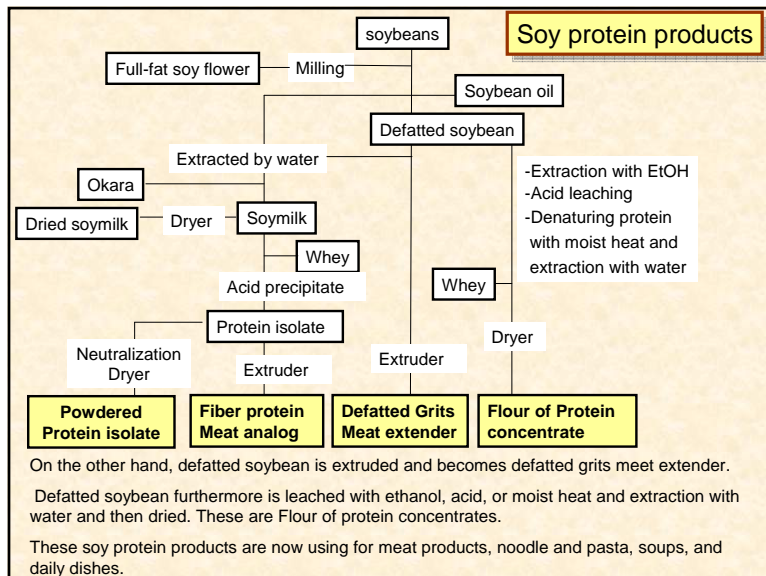 Soy protein products
soybeans
Full-fat soy flower
Milling
Soybean oil
Defatted soybean
Extracted by water
-Extraction with EtOH
-Acid leaching
-Denaturing protein
with moist heat and
extraction with water
Okara
Dried soymilk
Dryer
Soymilk
Whey
Whey
Acid precipitate
Protein isolate
Neutralization
Dryer
Extruder
Extruder
Dryer
Powdered
Protein isolate
Fiber protein
Meat analog
Defatted Grits
Meat extender
Flour of Protein
concentrate
On the other hand, defatted soybean is extruded and becomes defatted grits meet extender.
Defatted soybean furthermore is leached with ethanol, acid, or moist heat and extraction with
water and then dried. These are Flour of protein concentrates.
These soy protein products are now using for meat products, noodle and pasta, soups, and
daily dishes.